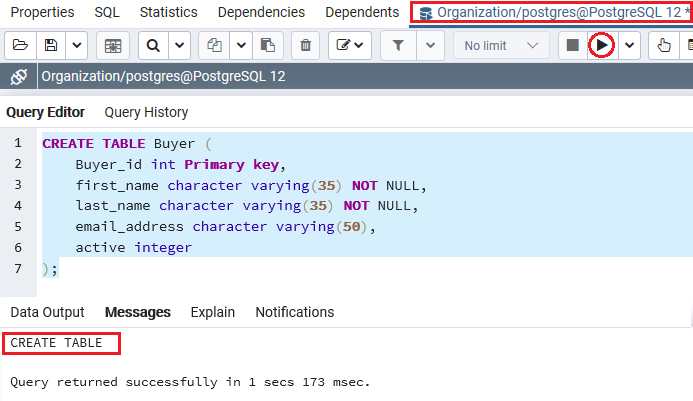 Properties SQL Statistics Dependencies Dependents Organization/postgres@PostgreSQL 12 *
No limit
Organization/postgres@PostgreSQL 12
Query Editor Query History
1 CREATE TABLE Buyer (
2 Buyer_id int Primary key,
3 first_name character varying(35) NOT NULL,
4 last_name character varying(35) NOT NULL,
5 email_address character varying(50),
6 active integer
7 );
Data Output Messages Explain Notifications
CREATE TABLE
Query returned successfully in 1 secs 173 msec.